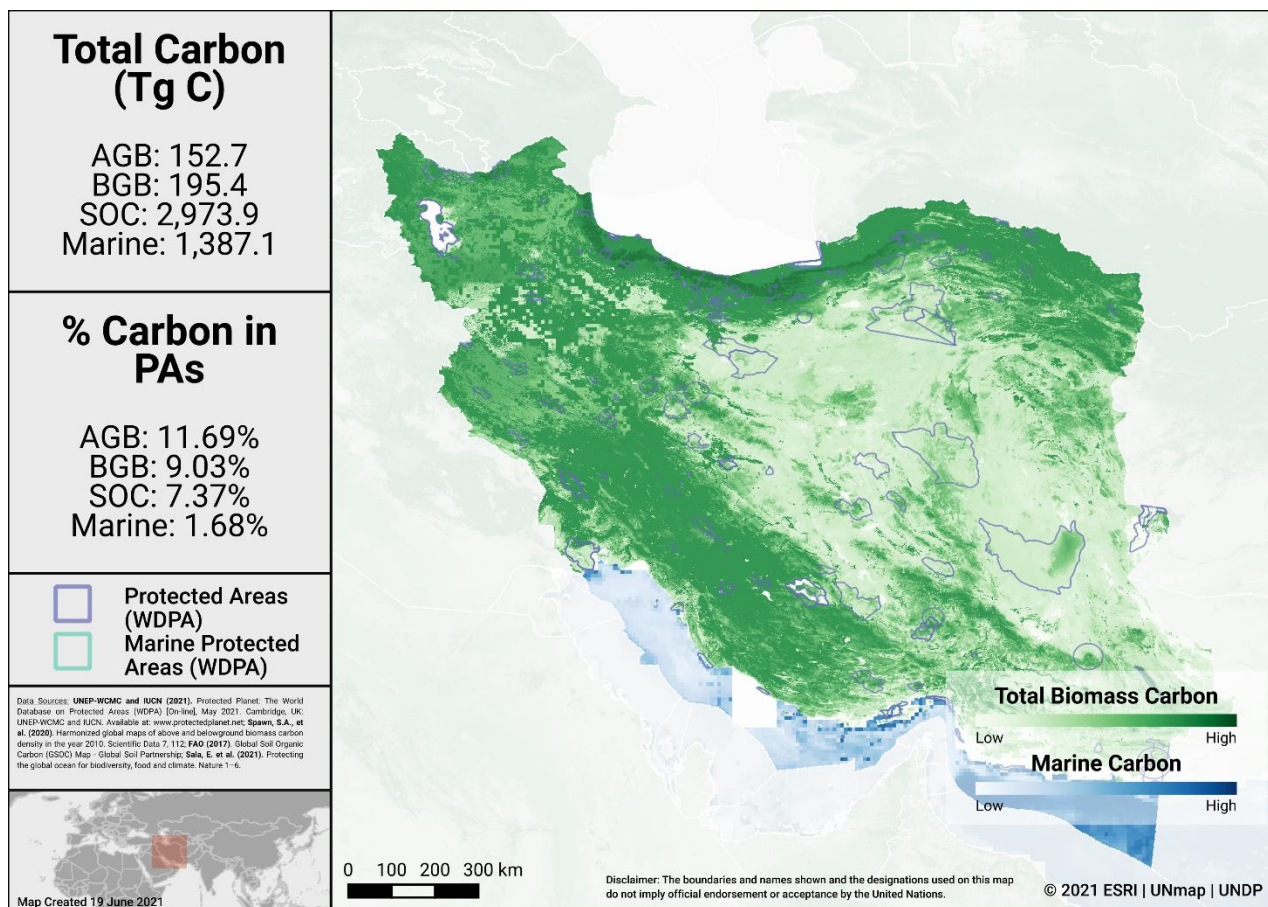 Total Carbon
(Tg C)
AGB: 152.7
BGB: 195.4
SOC: 2,973.9
Marine: 1,387.1
% Carbon in
PAs
AGB: 11.69%
BGB: 9.03%
SOC: 7.37%
Marine: 1.68%
Protected Areas
(WDPA)
Marine Protected
Areas (WDPA)
Data Sources: UNEP-WCMC and IUCN (2021). Protected Planet: The World
Database on Protected Areas (WDPA) [On-line], May 2021. Cambridge, UK:
UNEP-WCMC and IUCN. Available at: www.protectedplanet.net; Spawn, S.A., et
al. (2020). Harmonized global maps of above and belowground biomass carbon
density in the year 2010. Scientific Data 7, 112; FAO (2017). Global Soil Organic
Carbon (GSOC) Map - Global Soil Partnership; Sala, E. et al. (2021). Protecting
the global ocean for biodiversity, food and climate. Nature 1–6.
Map Created 19 June 2021
0 100 200 300 km
Total Biomass Carbon
Low High
Marine Carbon
Low High
Disclaimer: The boundaries and names shown and the designations used on this map
do not imply official endorsement or acceptance by the United Nations.
© 2021 ESRI | UNmap | UNDP